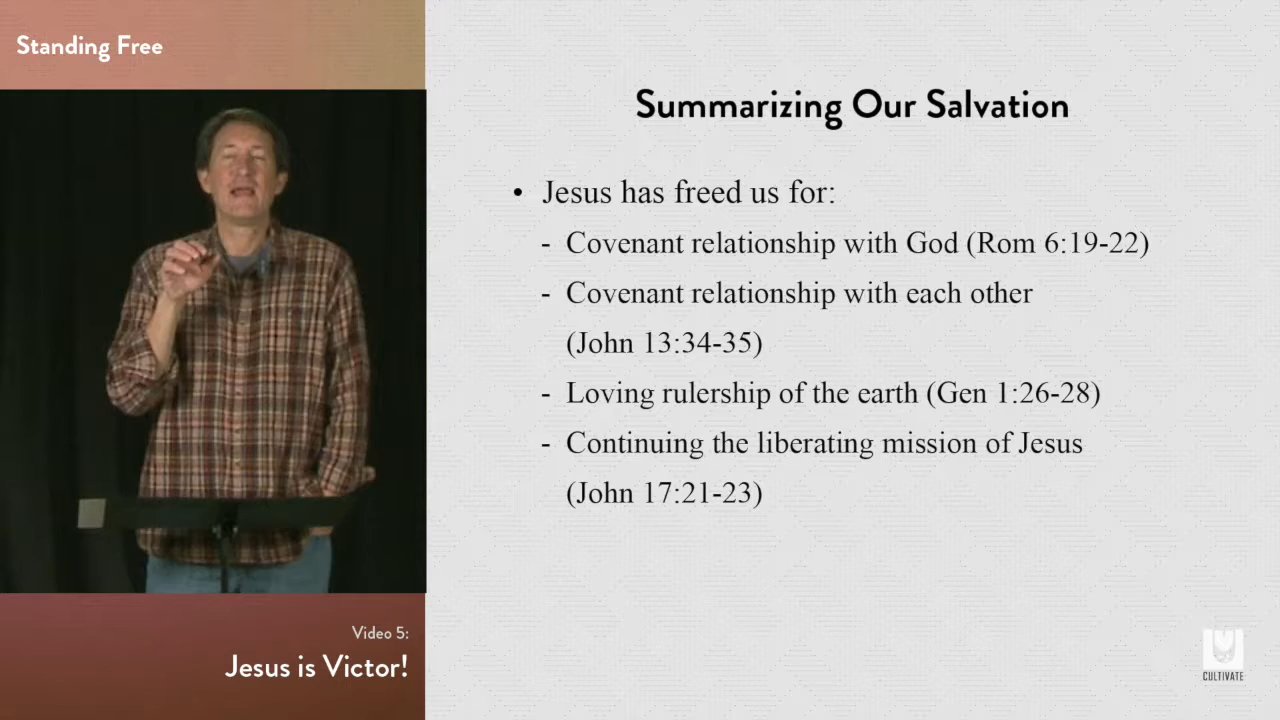 Standing Free
Summarizing Our Salvation
• Jesus has freed us for:
- Covenant relationship with God (Rom 6:19-22)
- Covenant relationship with each other
(John 13:34-35)
- Loving rulership of the earth (Gen 1:26-28)
- Continuing the liberating mission of Jesus
(John 17:21-23)
Video 5:
Jesus is Victor!
CULTIVATE